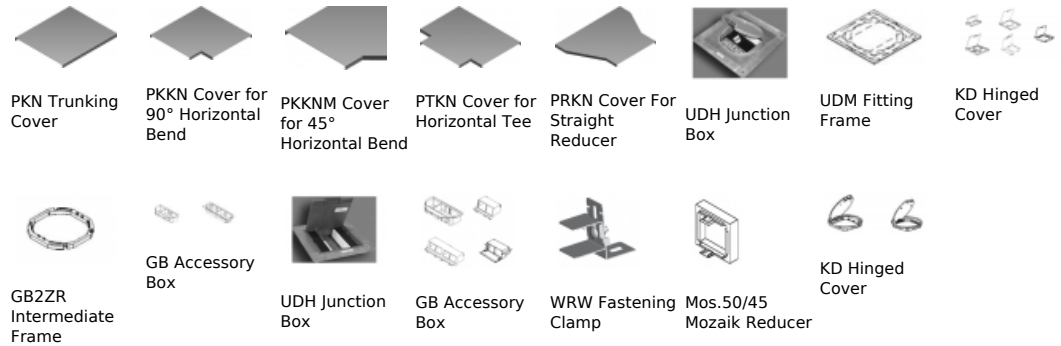 PKN Trunking
Cover
PKKN Cover for
90° Horizontal
Bend
PKKNM Cover
for 45°
Horizontal Bend
PTKN Cover for
Horizontal Tee
PRKN Cover For
Straight
Reducer
UDH Junction
Box
UDM Fitting
Frame
KD Hinged
Cover
GB2ZR
Intermediate
Frame
GB Accessory
Box
UDH Junction
Box
GB Accessory
Box
WRW Fastening
Clamp
Mos.50/45
Mozaik Reducer
KD Hinged
Cover